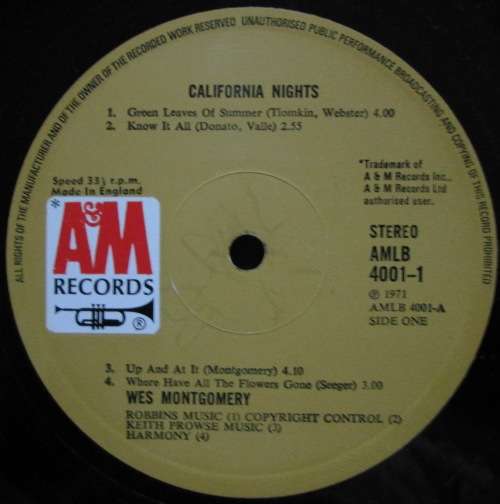 ALL RIGHTS OF THE MANUFACTURER AND OF THE OWNER OF THE RECORDED WORK RESERVED UNAUTHORISED PUBLIC PERFORMANCE BROADCASTING AND COPYING OF THIS RECORD PROHIBITED
CALIFORNIA NIGHTS
1. Green Leaves Of Summer (Tiomkin, Webster) 4.00
2. Know It All (Donato, Valle) 2.55
Speed 33⅓ r.p.m.
Made In England
*
A&M
RECORDS
®
*Trademark of
A & M Records Inc.,
A & M Records Ltd
authorised user.
STEREO
AMLB
4001-1
℗ 1971
AMLB 4001-A
SIDE ONE
3. Up And At It (Montgomery) 4.10
4. Where Have All The Flowers Gone (Seeger) 3.00
WES MONTGOMERY
ROBBINS MUSIC (1) COPYRIGHT CONTROL (2)
KEITH PROWSE MUSIC (3)
HARMONY (4)